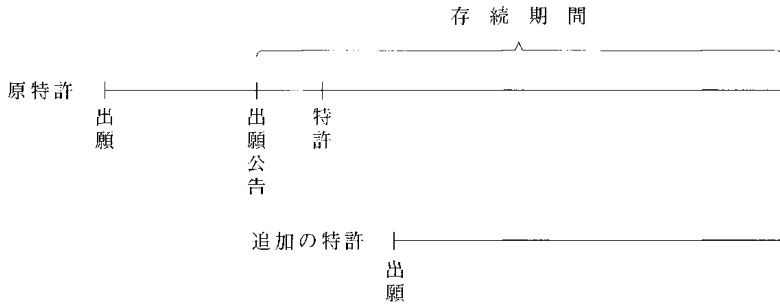 存続期間
原特許
出願
出願公告
特許
追加の特許
出願